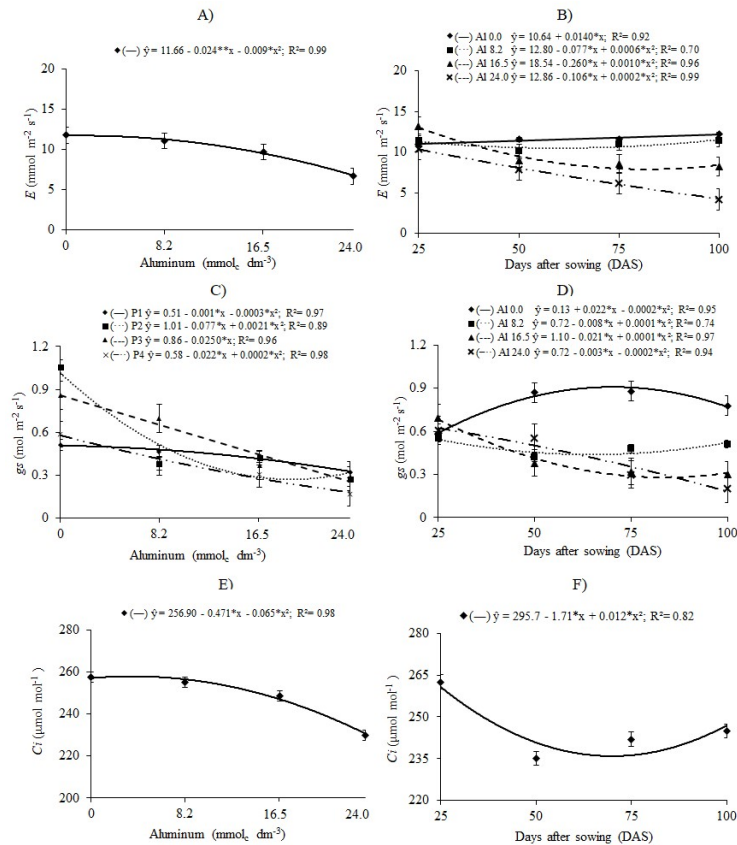 A)
(—) ŷ = 11.66 - 0.024**x - 0.009*x²; R²= 0.99
E (mmol m⁻² s⁻¹)
20
15
10
5
0
0 8.2 16.5 24.0
Aluminum (mmolc dm⁻³)
B)
(—) Al 0.0 ŷ = 10.64 + 0.0140*x; R²= 0.92
(···) Al 8.2 ŷ = 12.80 - 0.077*x + 0.0006*x²; R²= 0.70
(---) Al 16.5 ŷ = 18.54 - 0.260*x + 0.0010*x²; R²= 0.96
(-··) Al 24.0 ŷ = 12.86 - 0.106*x + 0.0002*x²; R²= 0.99
E (mmol m⁻² s⁻¹)
20
15
10
5
0
25 50 75 100
Days after sowing (DAS)
C)
(—) P1 ŷ = 0.51 - 0.001*x - 0.0003*x²; R²= 0.97
(···) P2 ŷ = 1.01 - 0.077*x + 0.0021*x²; R²= 0.89
(---) P3 ŷ = 0.86 - 0.0250*x; R²= 0.96
(-··) P4 ŷ = 0.58 - 0.022*x + 0.0002*x²; R²= 0.98
gs (mol m⁻² s⁻¹)
1.2
0.9
0.6
0.3
0
0 8.2 16.5 24.0
Aluminum (mmolc dm⁻³)
D)
(—) Al 0.0 ŷ = 0.13 + 0.022*x - 0.0002*x²; R²= 0.95
(···) Al 8.2 ŷ = 0.72 - 0.008*x + 0.0001*x²; R²= 0.74
(---) Al 16.5 ŷ = 1.10 - 0.021*x + 0.0001*x²; R²= 0.97
(-··) Al 24.0 ŷ = 0.72 - 0.003*x - 0.0002*x²; R²= 0.94
gs (mol m⁻² s⁻¹)
1.2
0.9
0.6
0.3
0
25 50 75 100
Days after sowing (DAS)
E)
(—) ŷ = 256.90 - 0.471*x - 0.065*x²; R²= 0.98
Ci (µmol mol⁻¹)
280
260
240
220
200
0 8.2 16.5 24.0
Aluminum (mmolc dm⁻³)
F)
(—) ŷ = 295.7 - 1.71*x + 0.012*x²; R²= 0.82
Ci (µmol mol⁻¹)
280
265
250
235
220
25 50 75 100
Days after sowing (DAS)